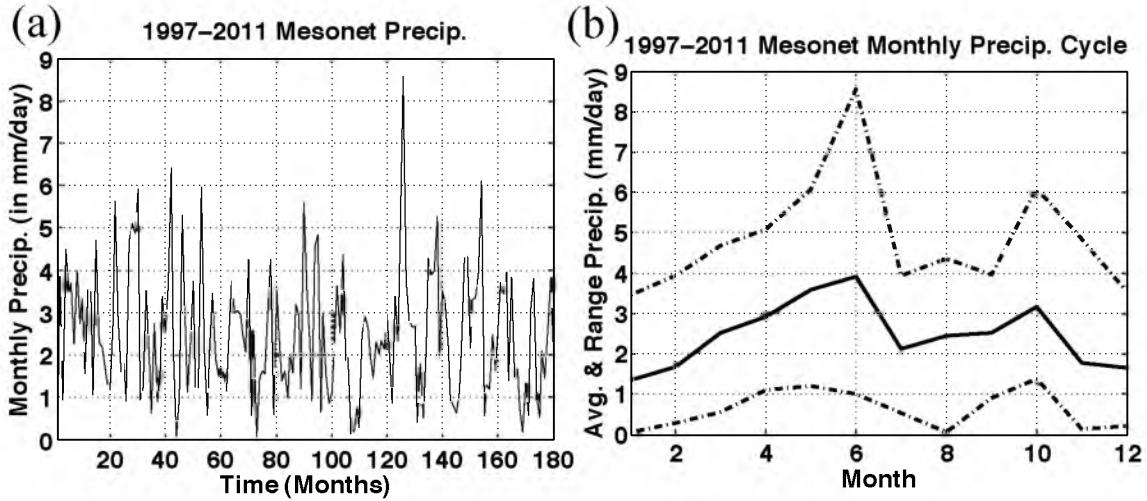 (a)
1997–2011 Mesonet Precip.
Monthly Precip. (in mm/day)
9
8
7
6
5
4
3
2
1
0
20 40 60 80 100 120 140 160 180
Time (Months)
(b)
1997–2011 Mesonet Monthly Precip. Cycle
Avg. & Range Precip. (mm/day)
9
8
7
6
5
4
3
2
1
0
2 4 6 8 10 12
Month